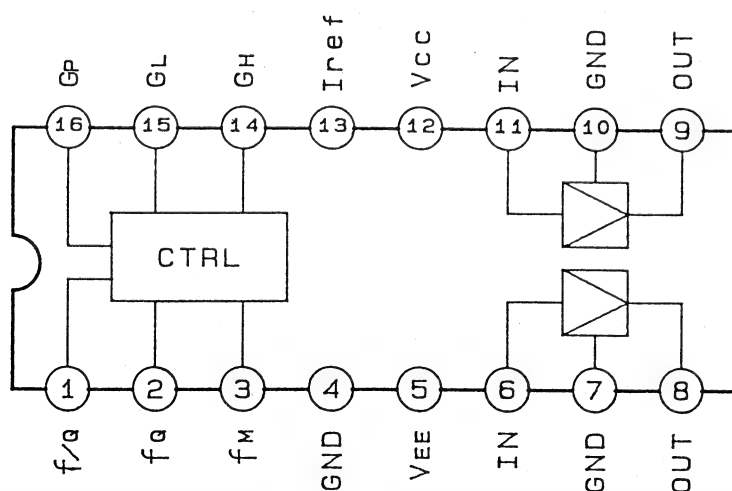 GP GL GH Iref Vcc IN GND OUT
16 15 14 13 12 11 10 9
CTRL
1 2 3 4 5 6 7 8
f/Q fQ fM GND VEE IN GND OUT